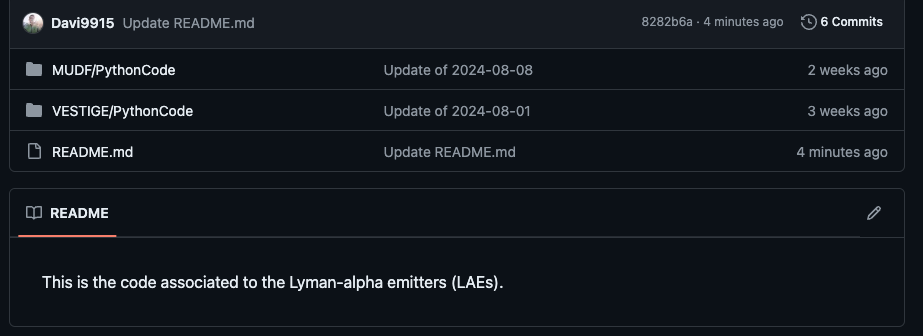 Davi9915 Update README.md 8282b6a · 4 minutes ago 6 Commits
MUDF/PythonCode Update of 2024-08-08 2 weeks ago
VESTIGE/PythonCode Update of 2024-08-01 3 weeks ago
README.md Update README.md 4 minutes ago
README
This is the code associated to the Lyman-alpha emitters (LAEs).